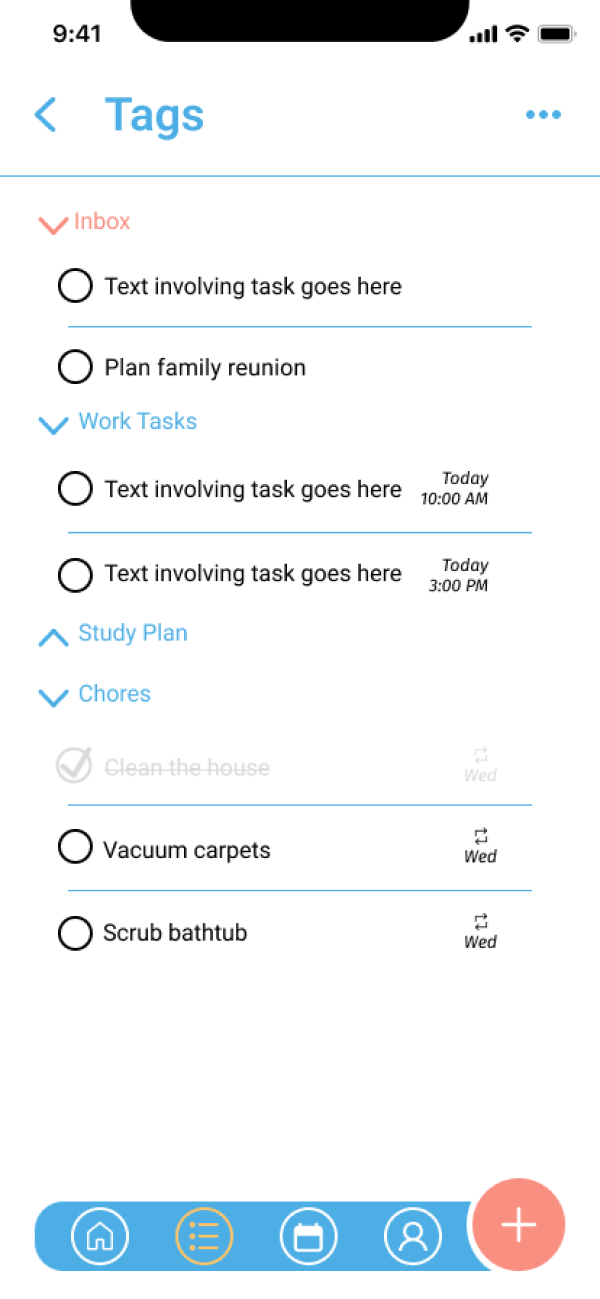 9:41
Tags
Inbox
Text involving task goes here
Plan family reunion
Work Tasks
Text involving task goes here
Today
10:00 AM
Text involving task goes here
Today
3:00 PM
Study Plan
Chores
Clean the house
Wed
Vacuum carpets
Wed
Scrub bathtub
Wed